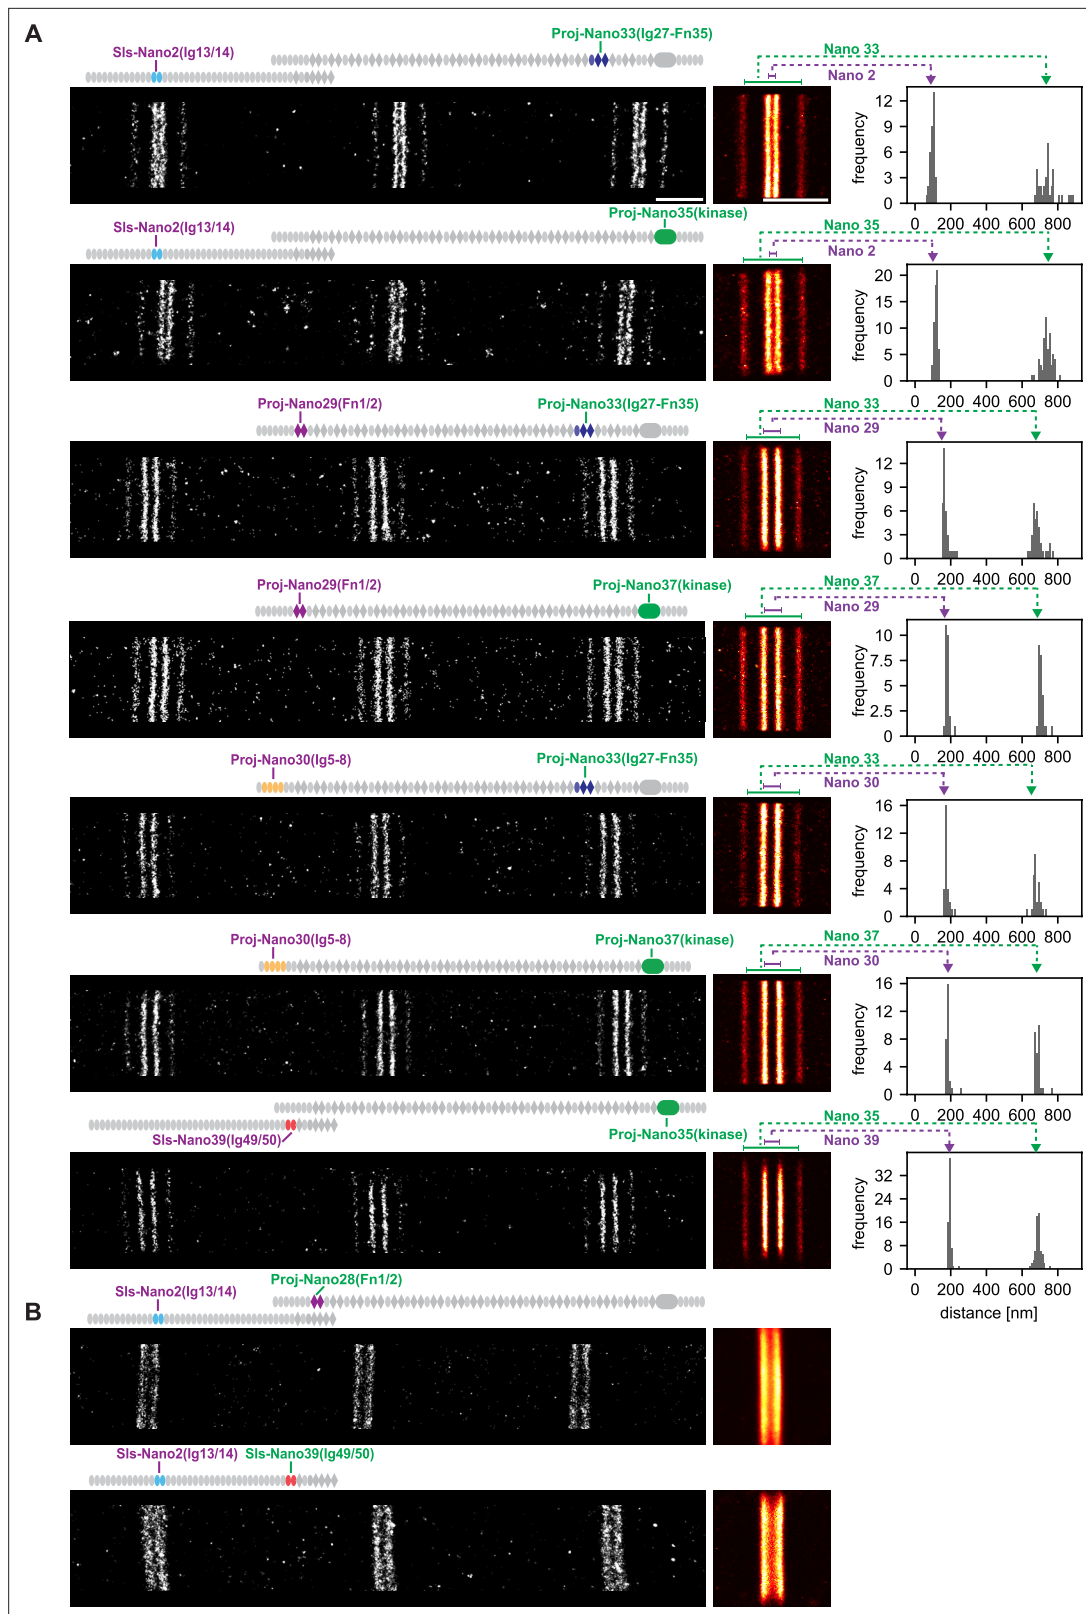 A
Sls-Nano2(Ig13/14)
Proj-Nano33(Ig27-Fn35)
Nano 33
Nano 2
frequency
12
9
6
3
0
0 200 400 600 800
Sls-Nano2(Ig13/14)
Proj-Nano35(kinase)
Nano 35
Nano 2
frequency
20
15
10
5
0
0 200 400 600 800
Proj-Nano29(Fn1/2)
Proj-Nano33(Ig27-Fn35)
Nano 33
Nano 29
frequency
12
9
6
3
0
0 200 400 600 800
Proj-Nano29(Fn1/2)
Proj-Nano37(kinase)
Nano 37
Nano 29
frequency
10
7.5
5
2.5
0
0 200 400 600 800
Proj-Nano30(Ig5-8)
Proj-Nano33(Ig27-Fn35)
Nano 33
Nano 30
frequency
16
12
8
4
0
0 200 400 600 800
Proj-Nano30(Ig5-8)
Proj-Nano37(kinase)
Nano 37
Nano 30
frequency
16
12
8
4
0
0 200 400 600 800
Sls-Nano39(Ig49/50)
Proj-Nano35(kinase)
Nano 35
Nano 39
frequency
32
24
16
8
0
0 200 400 600 800
distance [nm]
B
Sls-Nano2(Ig13/14)
Proj-Nano28(Fn1/2)
Sls-Nano2(Ig13/14)
Sls-Nano39(Ig49/50)